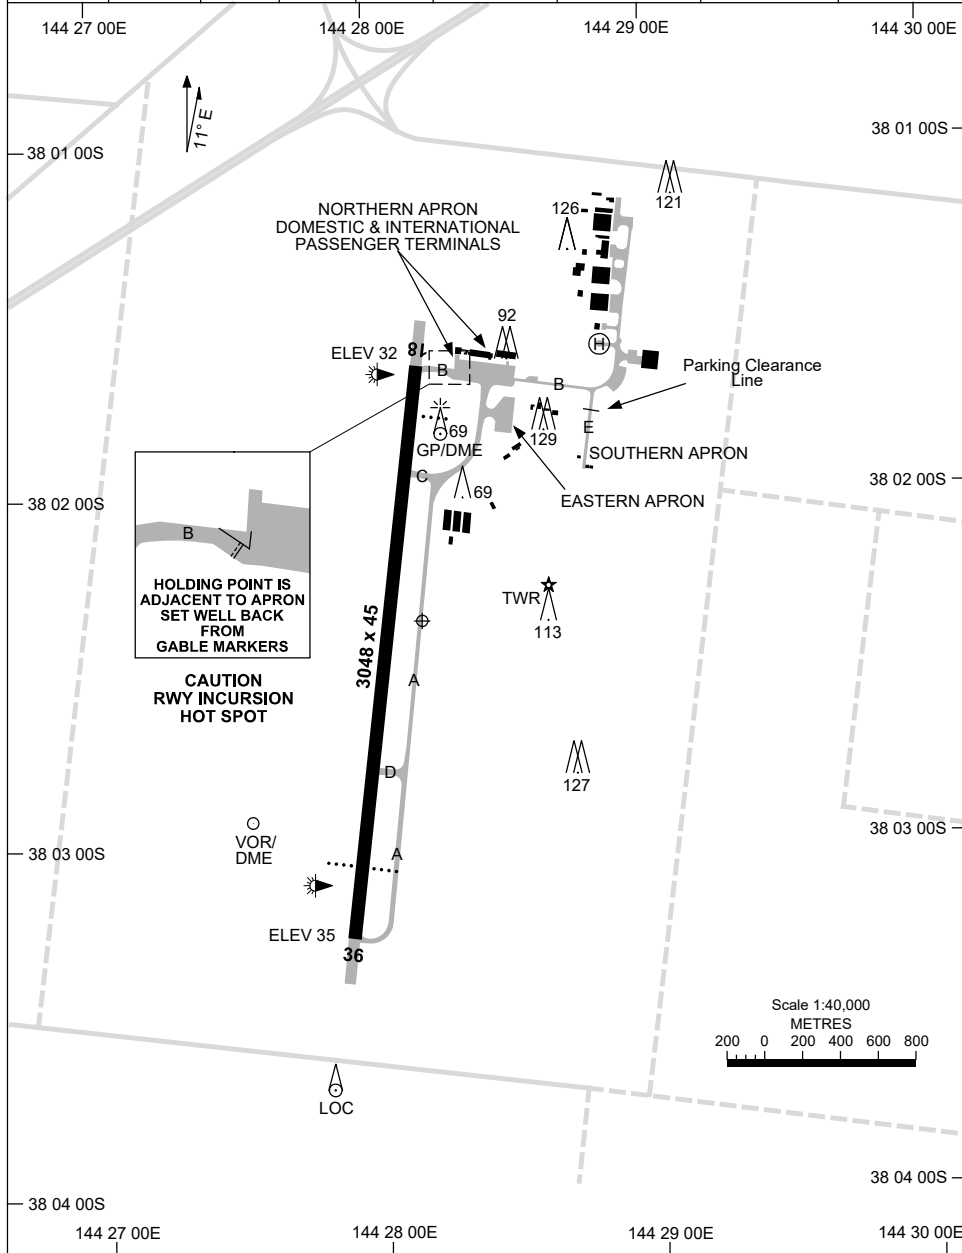 144 27 00E
144 28 00E
144 29 00E
144 30 00E
11° E
38 01 00S
38 01 00S
NORTHERN APRON
DOMESTIC & INTERNATIONAL
PASSENGER TERMINALS
126
121
92
ELEV 32
18
B
H
Parking Clearance
Line
B
69
GP/DME
129
E
SOUTHERN APRON
C
69
EASTERN APRON
38 02 00S
38 02 00S
B
HOLDING POINT IS
ADJACENT TO APRON
SET WELL BACK
FROM
GABLE MARKERS
CAUTION
RWY INCURSION
HOT SPOT
TWR
113
3048 x 45
A
D
127
VOR/
DME
A
38 03 00S
38 03 00S
ELEV 35
36
Scale 1:40,000
METRES
200 0 200 400 600 800
LOC
38 04 00S
38 04 00S
144 27 00E
144 28 00E
144 29 00E
144 30 00E